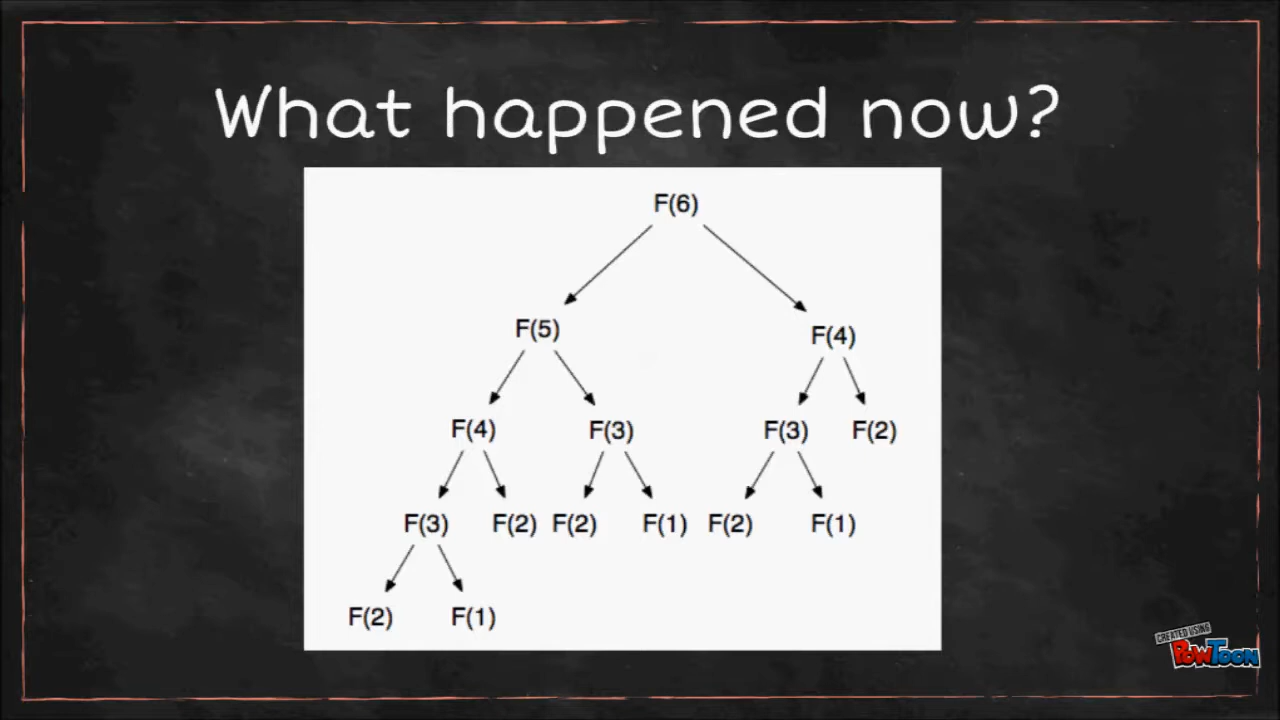 What happened now?
F(6)
F(5)
F(4)
F(4) F(3) F(3) F(2)
F(3) F(2) F(2) F(1) F(2) F(1)
F(2) F(1)
CREATED USING
POWTOON